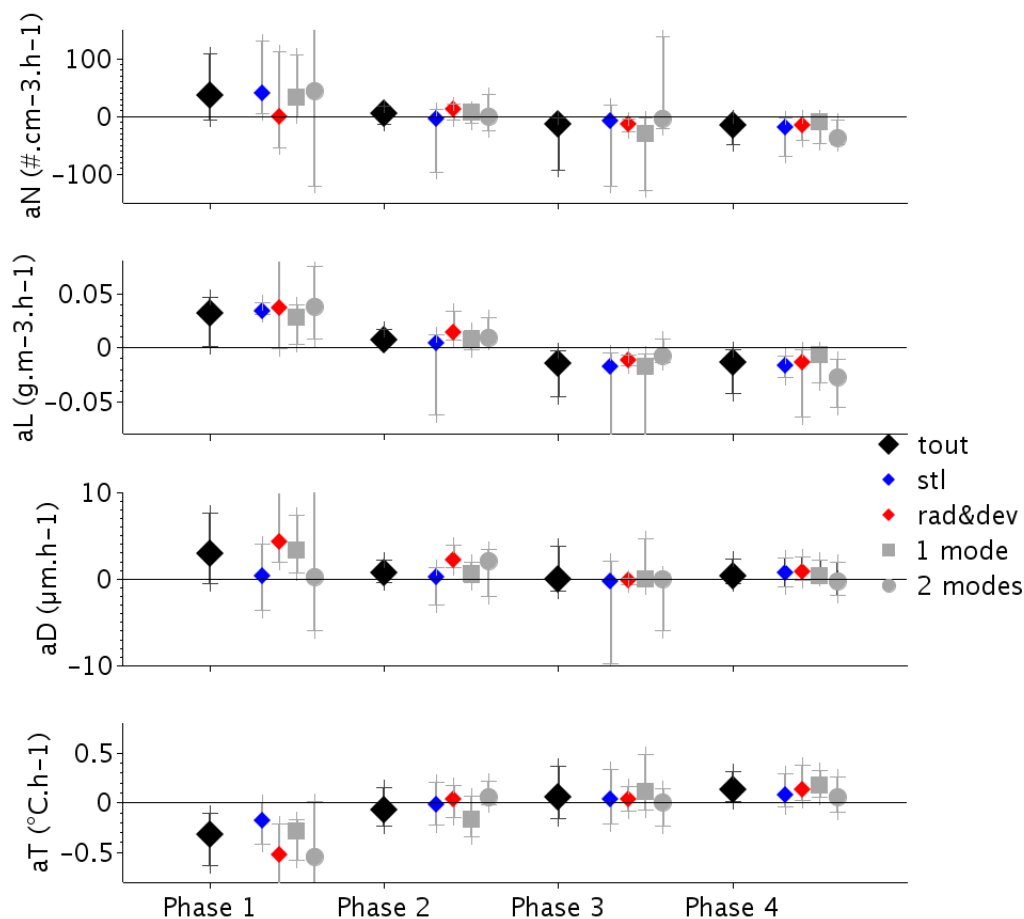 aN (#.cm-3.h-1)
100
0
-100
aL (g.m-3.h-1)
0.05
0
-0.05
aD (µm.h-1)
10
0
-10
tout
stl
rad&dev
1 mode
2 modes
aT (°C.h-1)
0.5
0
-0.5
Phase 1 Phase 2 Phase 3 Phase 4